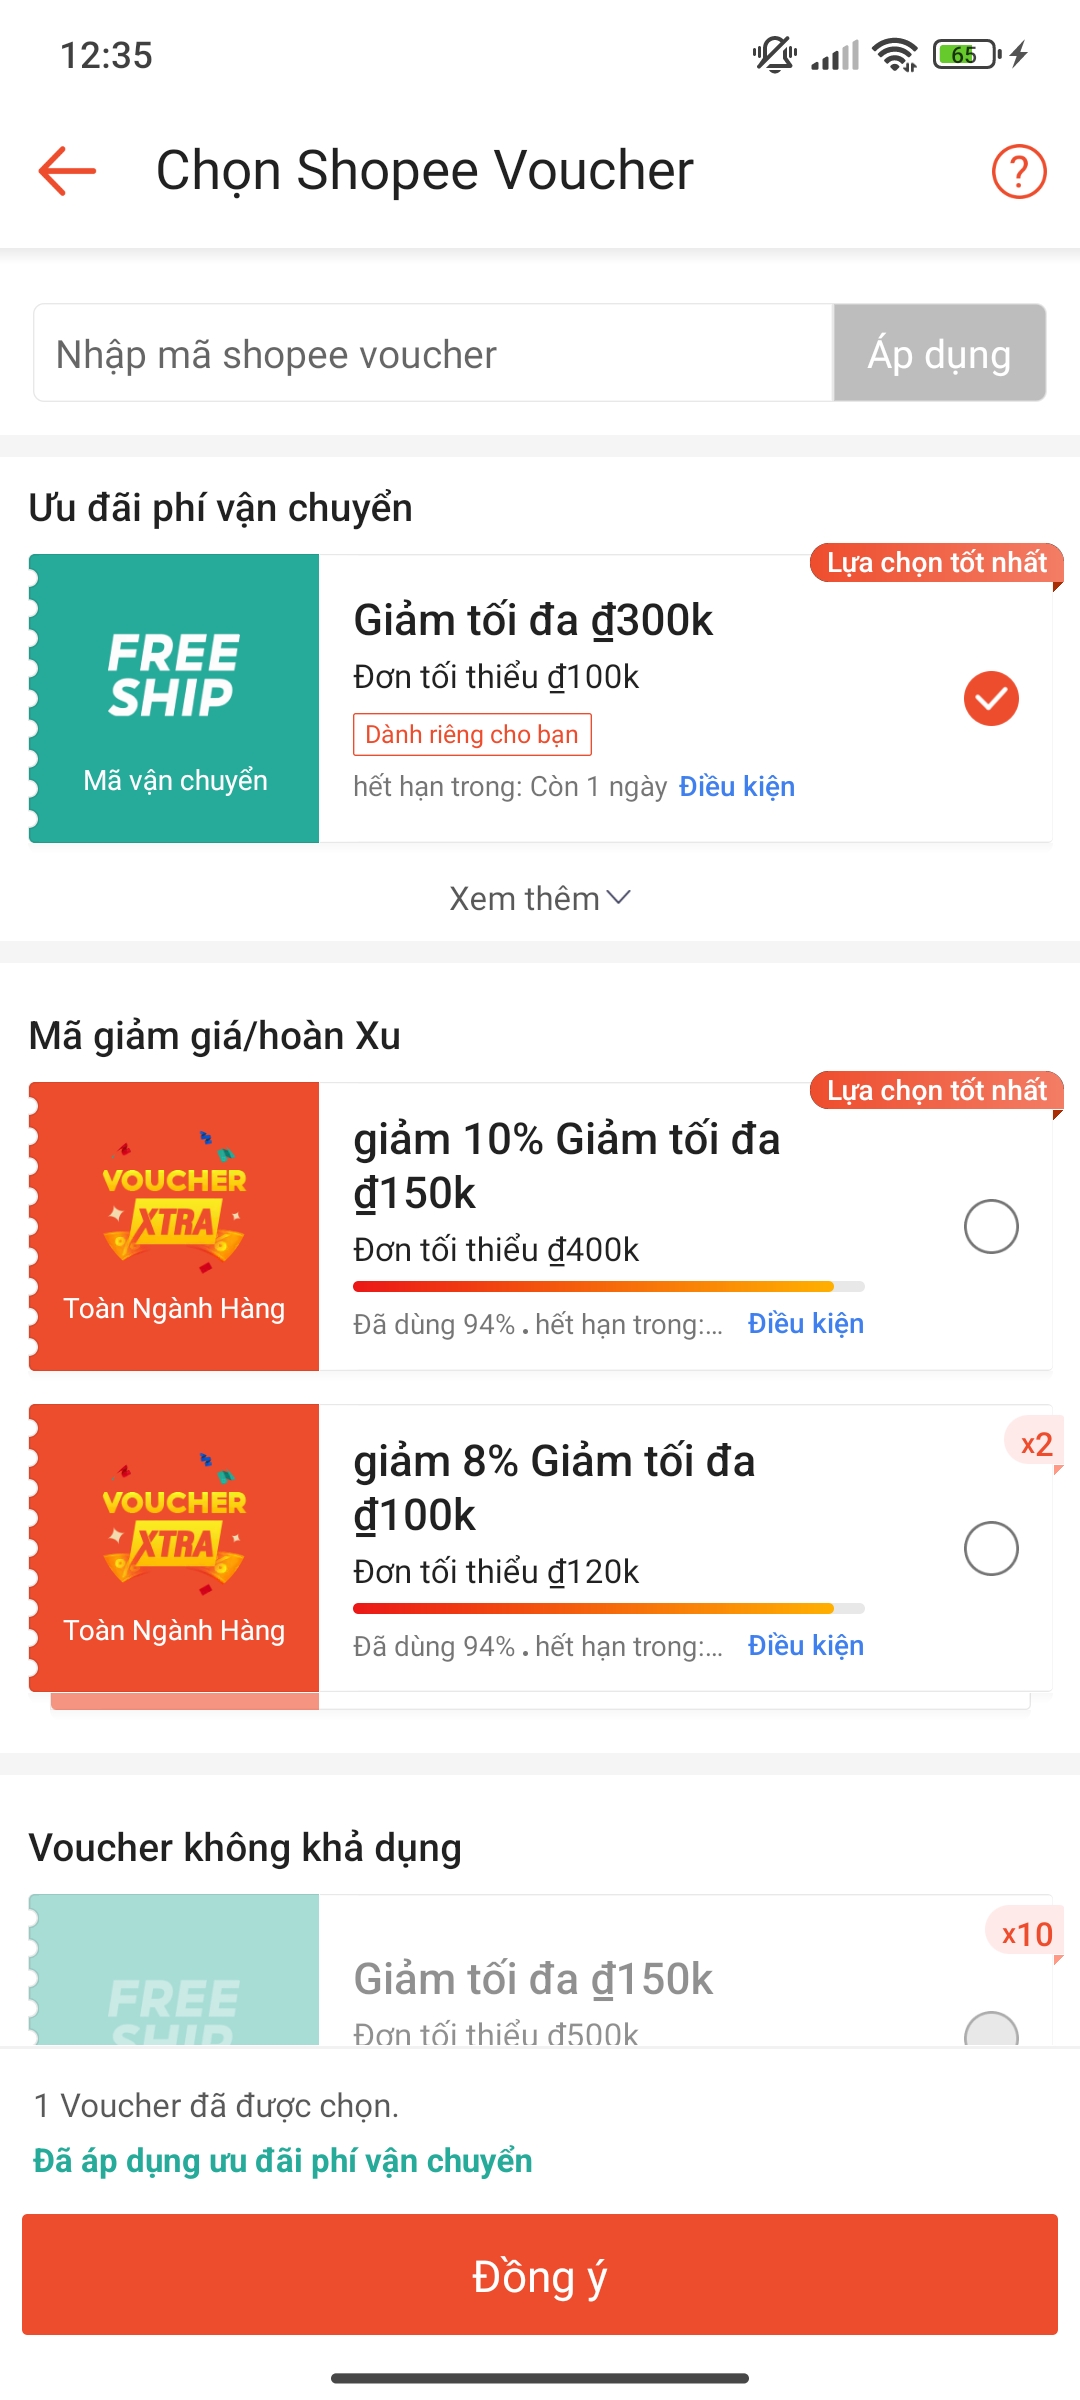 12:35
65
Chọn Shopee Voucher
?
Nhập mã shopee voucher
Áp dụng
Ưu đãi phí vận chuyển
Lựa chọn tốt nhất
FREE
SHIP
Mã vận chuyển
Giảm tối đa ₫300k
Đơn tối thiểu ₫100k
Dành riêng cho bạn
hết hạn trong: Còn 1 ngày Điều kiện
Xem thêm
Mã giảm giá/hoàn Xu
Lựa chọn tốt nhất
VOUCHER
XTRA
Toàn Ngành Hàng
giảm 10% Giảm tối đa
₫150k
Đơn tối thiểu ₫400k
Đã dùng 94% . hết hạn trong:... Điều kiện
x2
VOUCHER
XTRA
Toàn Ngành Hàng
giảm 8% Giảm tối đa
₫100k
Đơn tối thiểu ₫120k
Đã dùng 94% . hết hạn trong:... Điều kiện
Voucher không khả dụng
x10
FREE
SHIP
Giảm tối đa ₫150k
Đơn tối thiểu ₫500k
1 Voucher đã được chọn.
Đã áp dụng ưu đãi phí vận chuyển
Đồng ý